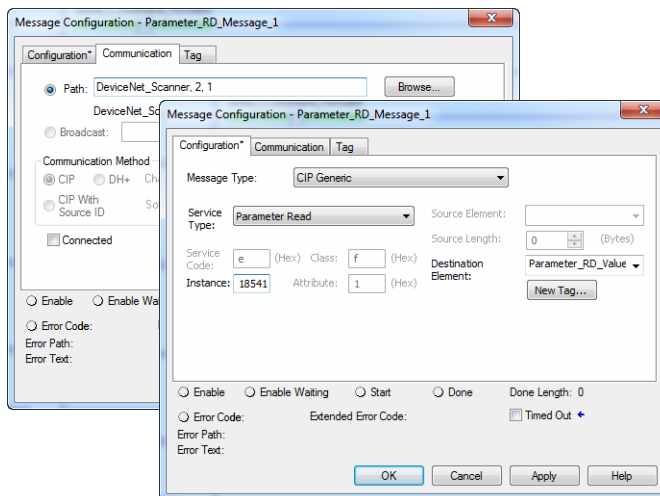 Message Configuration - Parameter_RD_Message_1
Configuration* Communication Tag
Path: DeviceNet_Scanner, 2, 1 Browse...
DeviceNet_Sc
Broadcast:
Communication Method
CIP DH+ Cha
CIP With Source ID So
Connected
Enable Enable Wai
Error Code:
Error Path:
Error Text:
Message Configuration - Parameter_RD_Message_1
Configuration* Communication Tag
Message Type: CIP Generic
Service Type: Parameter Read Source Element:
Source Length: 0 (Bytes)
Service Code: e (Hex) Class: f (Hex) Destination Element: Parameter_RD_Value
Instance: 18541 Attribute: 1 (Hex) New Tag...
Enable Enable Waiting Start Done Done Length: 0
Error Code: Extended Error Code: Timed Out
Error Path:
Error Text:
OK Cancel Apply Help